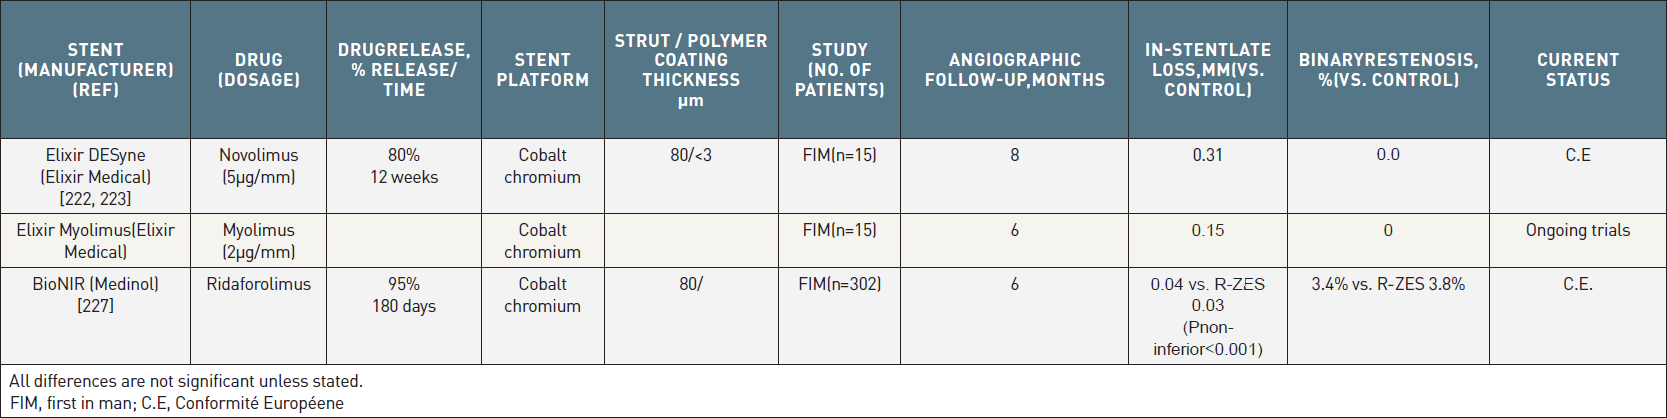 STENT
(MANUFACTURER)
(REF)
DRUG
(DOSAGE)
DRUGRELEASE,
% RELEASE/
TIME
STENT
PLATFORM
STRUT / POLYMER
COATING
THICKNESS
µm
STUDY
(NO. OF
PATIENTS)
ANGIOGRAPHIC
FOLLOW-UP,MONTHS
IN-STENTLATE
LOSS,MM(VS.
CONTROL)
BINARYRESTENOSIS,
%(VS. CONTROL)
CURRENT
STATUS
Elixir DESyne
(Elixir Medical)
[222, 223]
Novolimus
(5µg/mm)
80%
12 weeks
Cobalt
chromium
80/<3
FIM(n=15)
8
0.31
0.0
C.E
Elixir Myolimus(Elixir
Medical)
Myolimus
(2µg/mm)
Cobalt
chromium
FIM(n=15)
6
0.15
0
Ongoing trials
BioNIR (Medinol)
[227]
Ridaforolimus
95%
180 days
Cobalt
chromium
80/
FIM(n=302)
6
0.04 vs. R-ZES
0.03
(Pnon-
inferior<0.001)
3.4% vs. R-ZES 3.8%
C.E.
All differences are not significant unless stated.
FIM, first in man; C.E, Conformité Européene